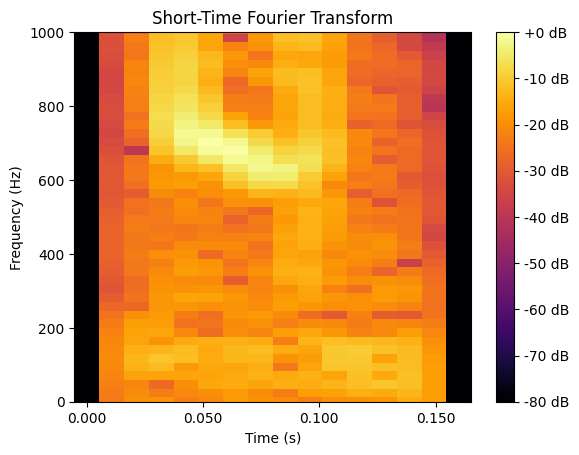 Short-Time Fourier Transform
1000
800
600
400
200
0
Frequency (Hz)
0.000
0.050
0.100
0.150
Time (s)
+0 dB
-10 dB
-20 dB
-30 dB
-40 dB
-50 dB
-60 dB
-70 dB
-80 dB